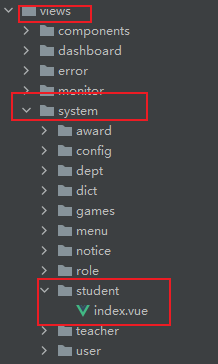 views
components
dashboard
error
monitor
system
award
config
dept
dict
games
menu
notice
role
student
index.vue
teacher
user